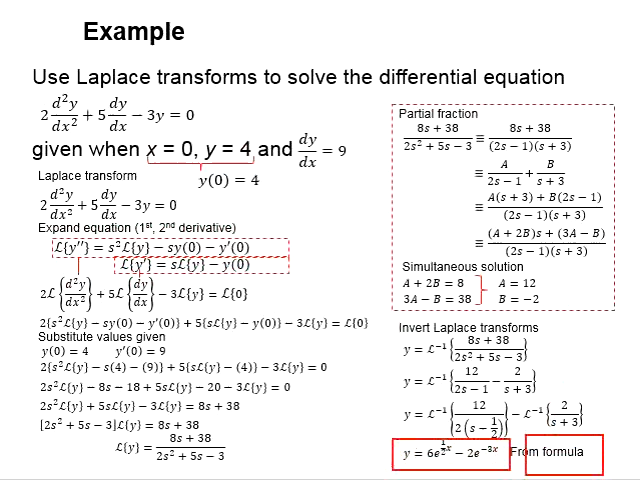 Example
Use Laplace transforms to solve the differential equation
2 d²y/dx² + 5 dy/dx − 3y = 0
given when x = 0, y = 4, and dy/dx = 9
y(0) = 4
Laplace transform
2 d²y/dx² + 5 dy/dx − 3y = 0
Expand equation (1st, 2nd derivative)
ℒ{y′′} = s²ℒ{y} − sy(0) − y′(0)
ℒ{y′} = sℒ{y} − y(0)
2ℒ{d²y/dx²} + 5ℒ{dy/dx} − 3ℒ{y} = ℒ{0}
2{s²ℒ{y} − sy(0) − y′(0)} + 5{sℒ{y} − y(0)} − 3ℒ{y} = ℒ{0}
Substitute values given
y(0) = 4 y′(0) = 9
2{s²ℒ{y} − s(4) − (9)} + 5{sℒ{y} − (4)} − 3ℒ{y} = 0
2s²ℒ{y} − 8s − 18 + 5sℒ{y} − 20 − 3ℒ{y} = 0
2s²ℒ{y} + 5sℒ{y} − 3ℒ{y} = 8s + 38
[2s² + 5s − 3]ℒ{y} = 8s + 38
ℒ{y} = (8s + 38)/(2s² + 5s − 3)
Partial fraction
(8s + 38)/(2s² + 5s − 3) ≡ (8s + 38)/((2s − 1)(s + 3))
≡ A/(2s − 1) + B/(s + 3)
≡ (A(s + 3) + B(2s − 1))/((2s − 1)(s + 3))
≡ ((A + 2B)s + (3A − B))/((2s − 1)(s + 3))
Simultaneous solution
A + 2B = 8 A = 12
3A − B = 38 B = −2
Invert Laplace transforms
y = ℒ⁻¹{(8s + 38)/(2s² + 5s − 3)}
y = ℒ⁻¹{12/(2s − 1) − 2/(s + 3)}
y = ℒ⁻¹{12/(2(s − 1/2))} − ℒ⁻¹{2/(s + 3)}
y = 6e^(1/2 x) − 2e^(−3x) From formula